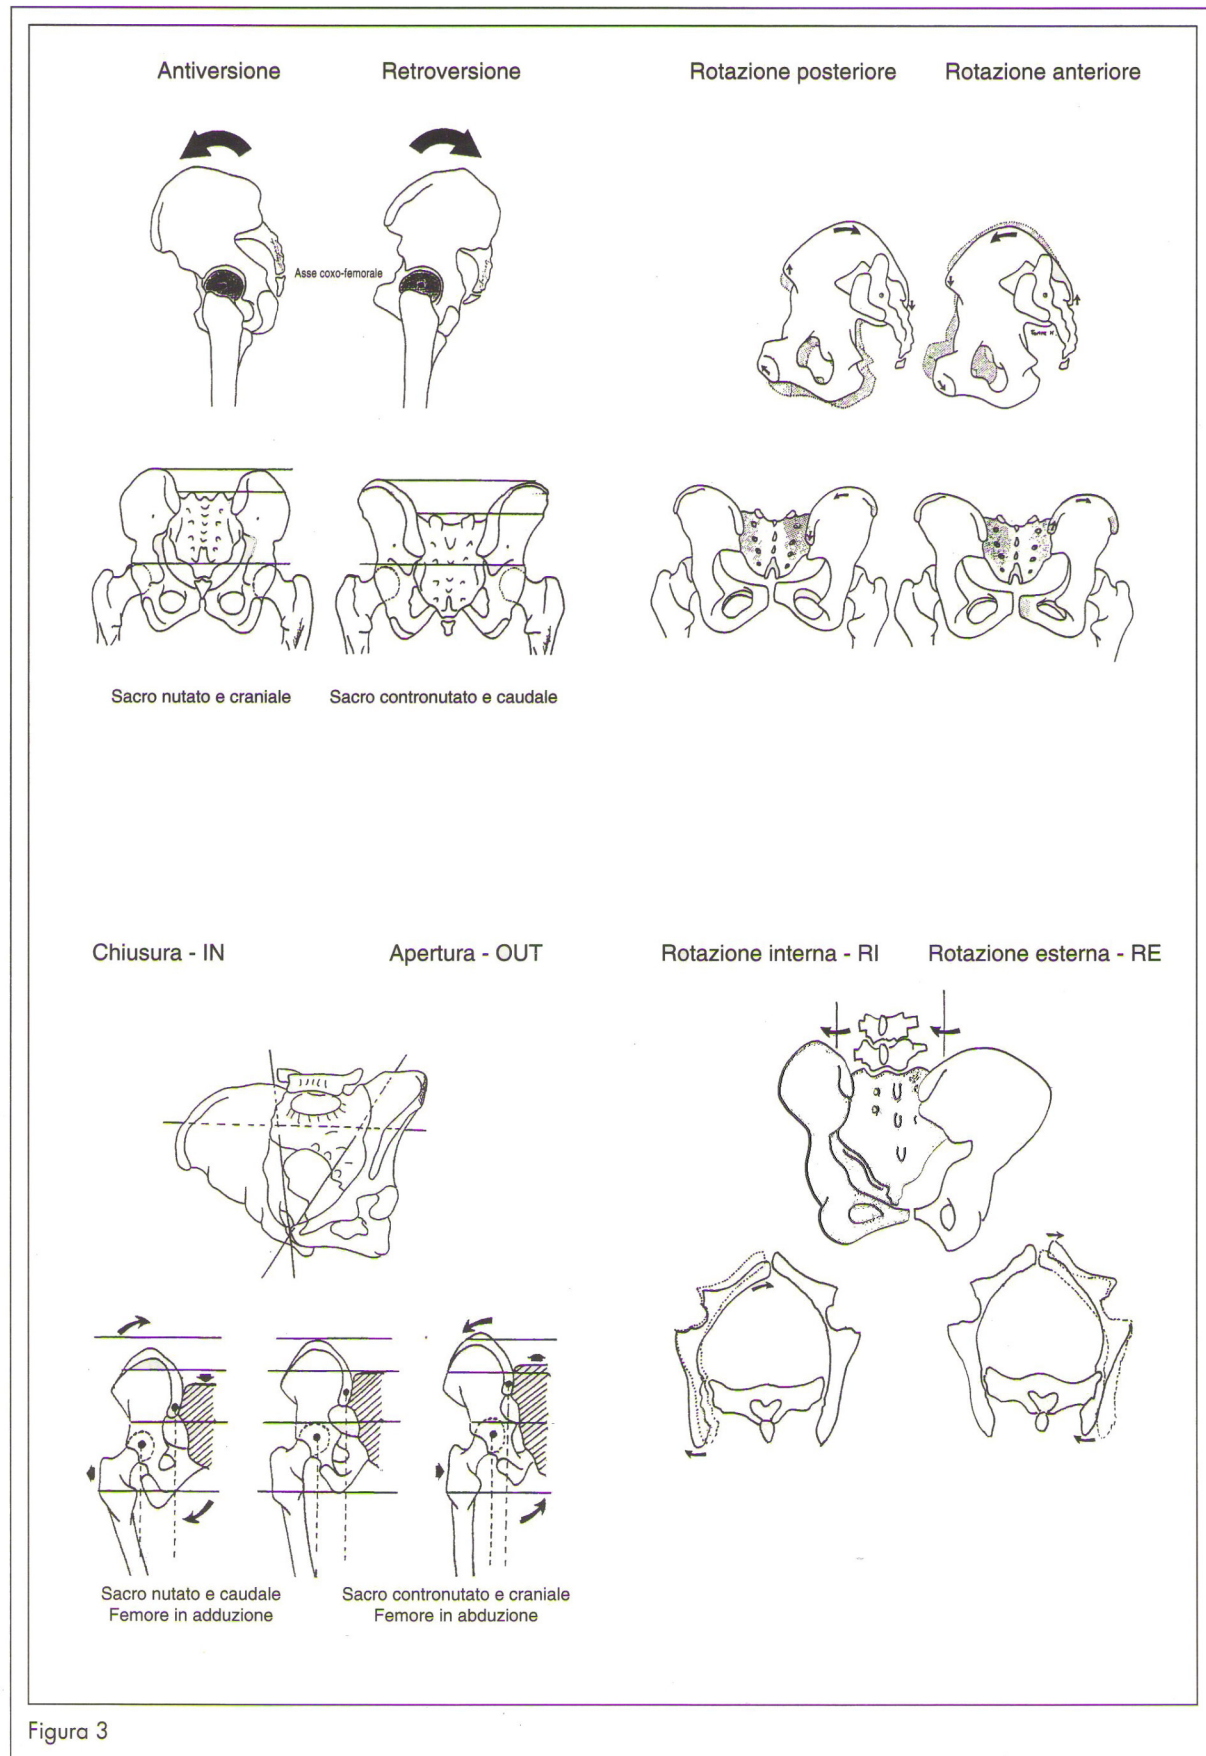 Antiversione
Retroversione
Rotazione posteriore
Rotazione anteriore
Asse coxo-femorale
Sacro nutato e craniale
Sacro contronutato e caudale
Chiusura - IN
Apertura - OUT
Rotazione interna - RI
Rotazione esterna - RE
Sacro nutato e caudale
Femore in adduzione
Sacro contronutato e craniale
Femore in abduzione
Figura 3